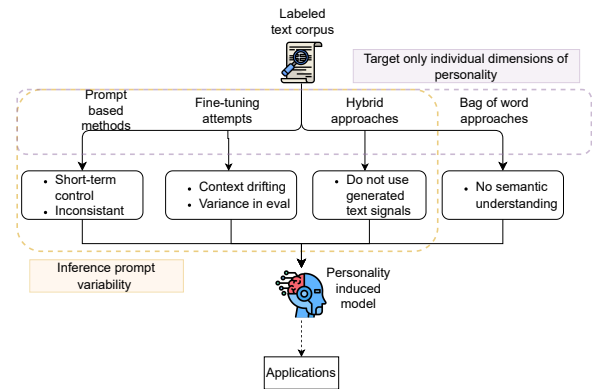 Labeled
text corpus
Target only individual dimensions of
personality
Prompt
based
methods
Fine-tuning
attempts
Hybrid
approaches
Bag of word
approaches
• Short-term
control
• Inconsistant
• Context drifting
• Variance in eval
• Do not use
generated
text signals
• No semantic
understanding
Inference prompt
variability
Personality
induced
model
Applications